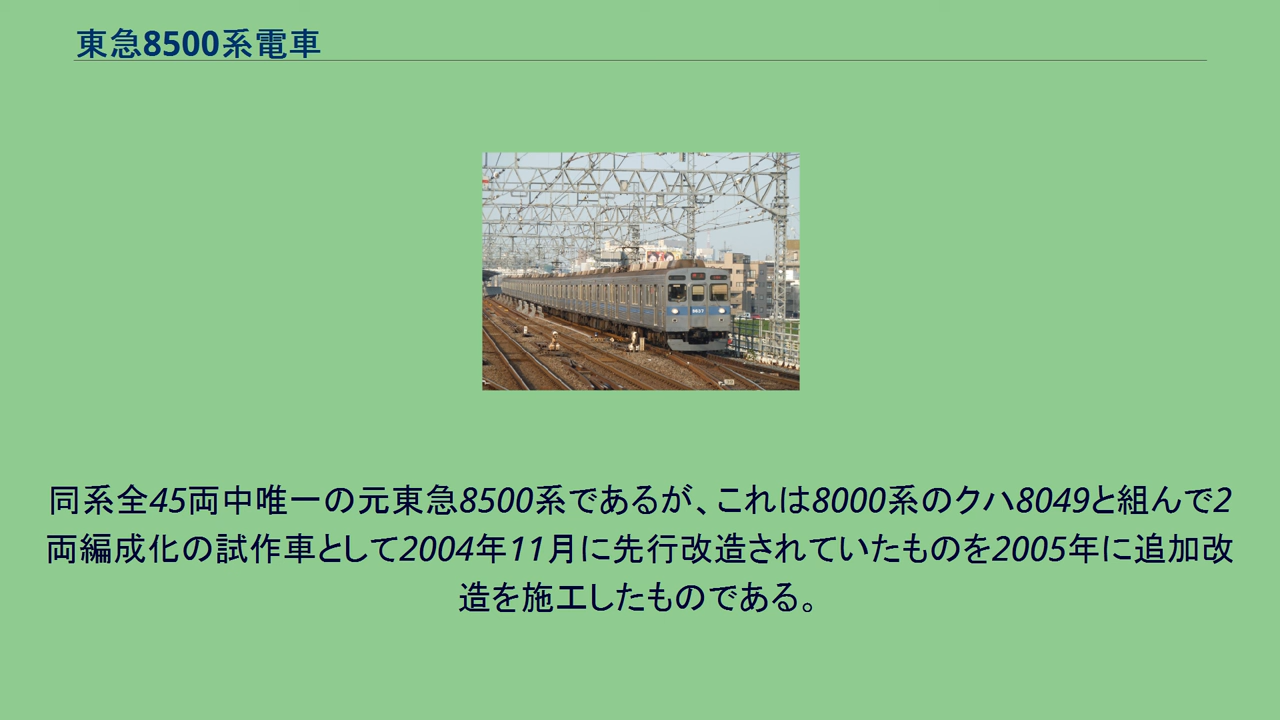 東急8500系電車
同系全45両中唯一の元東急8500系であるが、これは8000系のクハ8049と組んで2
両編成化の試作車として2004年11月に先行改造されていたものを2005年に追加改
造を施工したものである。